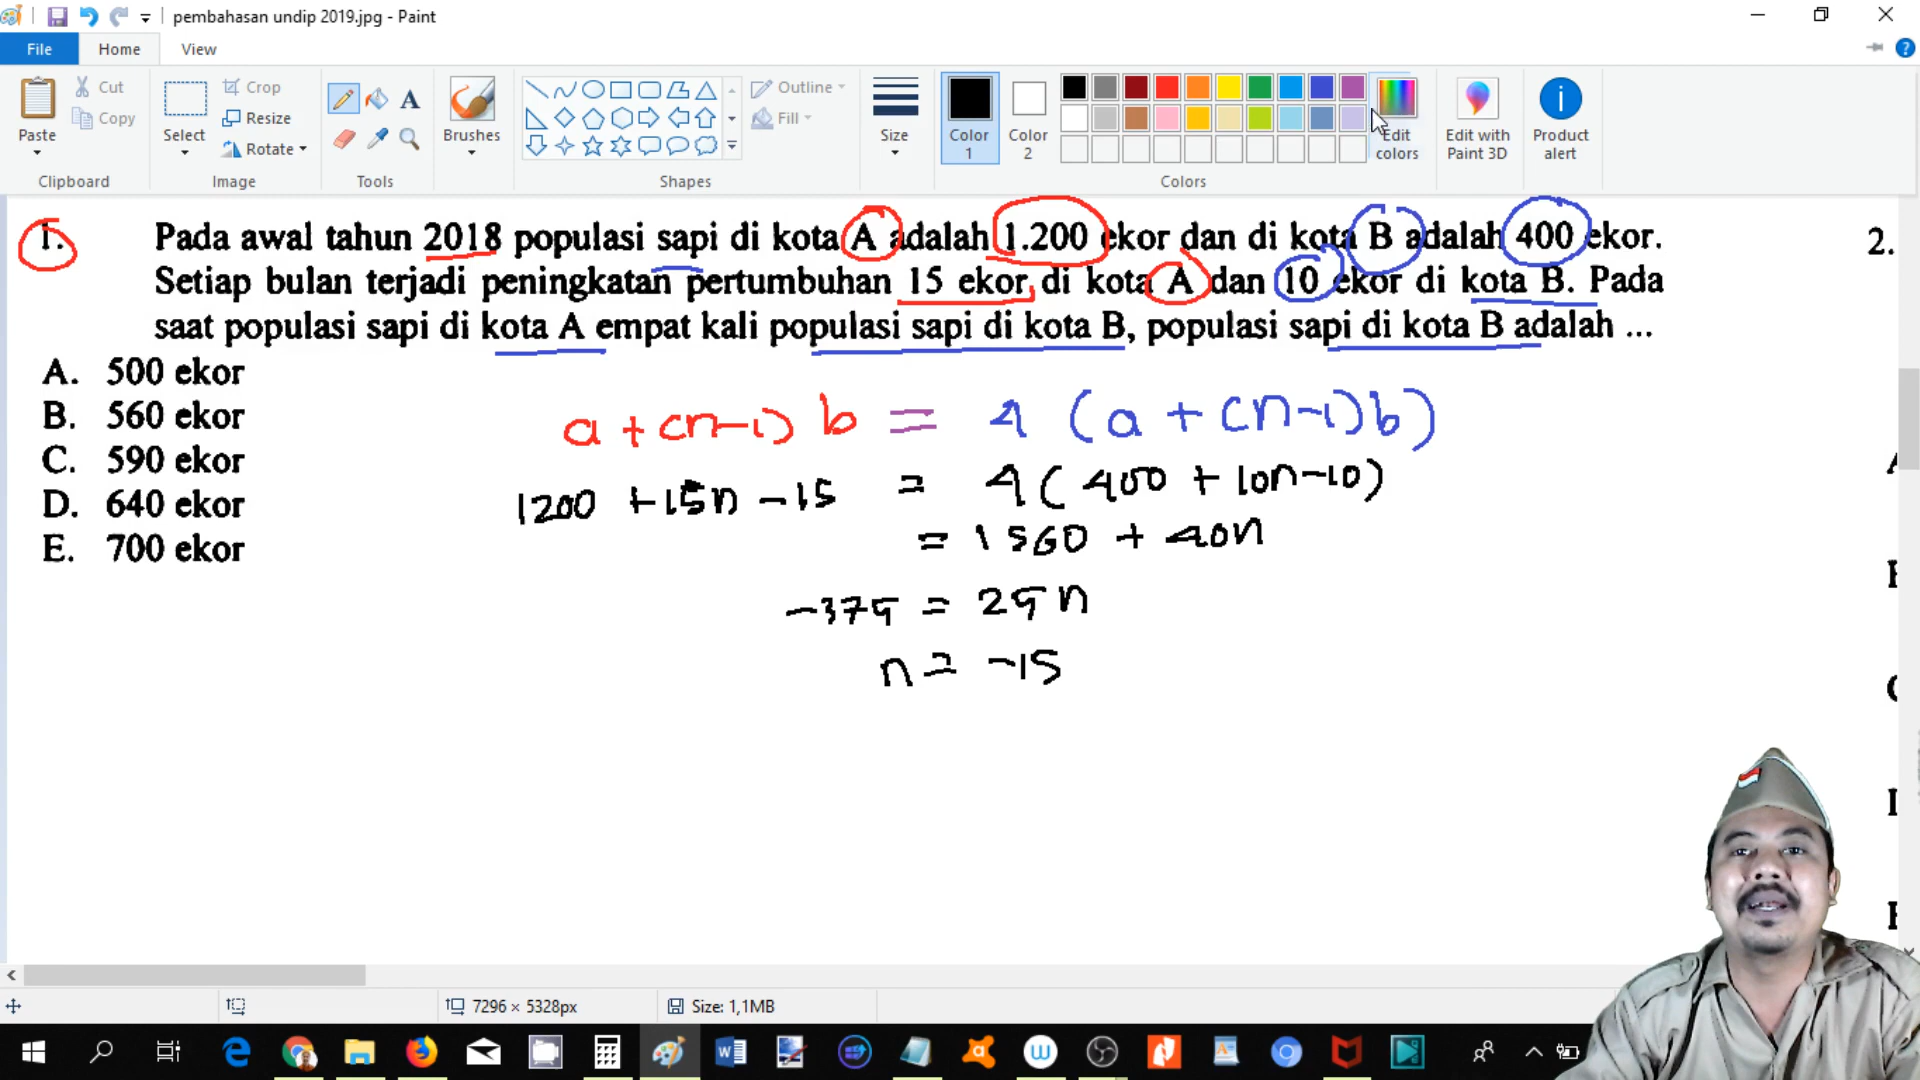 pembahasan undip 2019.jpg - Paint
File Home View
Paste
Cut
Copy
Clipboard
Select
Crop
Resize
Rotate
Image
A
Tools
Brushes
Shapes
Outline
Fill
Size
Color 1
Color 2
Edit colors
Colors
Edit with Paint 3D
Product alert
1. Pada awal tahun 2018 populasi sapi di kota A adalah 1.200 ekor dan di kota B adalah 400 ekor.
Setiap bulan terjadi peningkatan pertumbuhan 15 ekor di kota A dan 10 ekor di kota B. Pada
saat populasi sapi di kota A empat kali populasi sapi di kota B, populasi sapi di kota B adalah ...
A. 500 ekor
B. 560 ekor
C. 590 ekor
D. 640 ekor
E. 700 ekor
2.
a + (n-1) b = 4 (a + (n-1)b)
1200 + 15n - 15 = 4(400 + 10n-10)
= 1560 + 40n
-375 = 25n
n = -15
7296 × 5328px
Size: 1,1MB